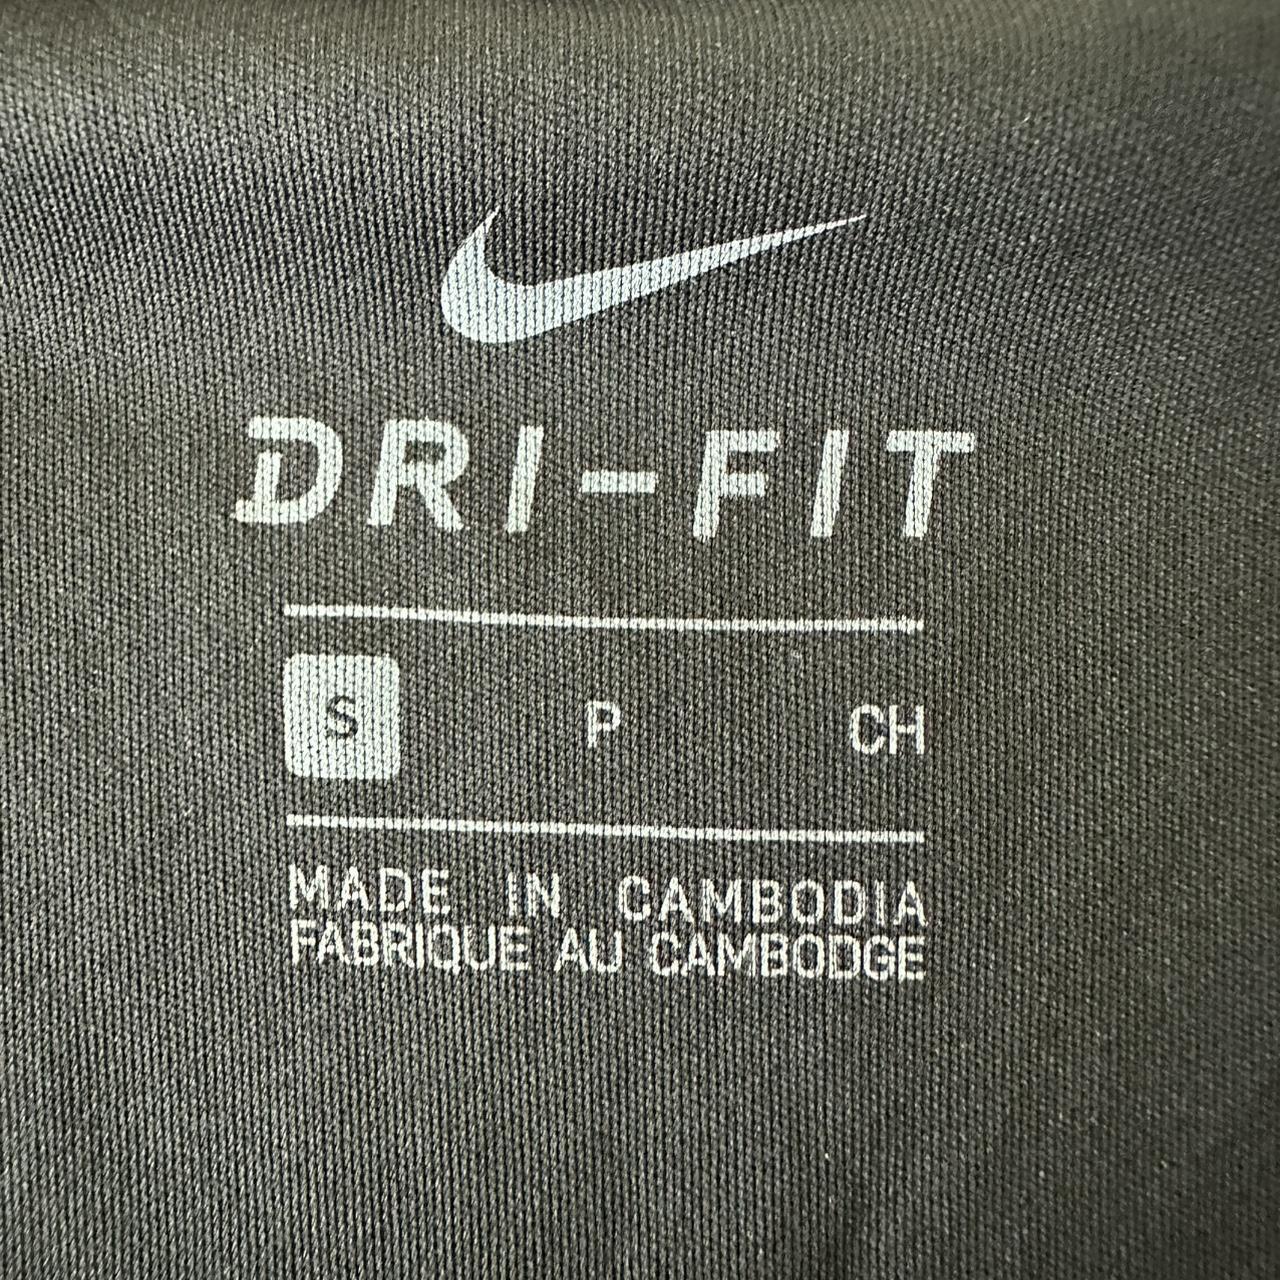 DRI-FIT
S P CH
MADE IN CAMBODIA
FABRIQUE AU CAMBODGE